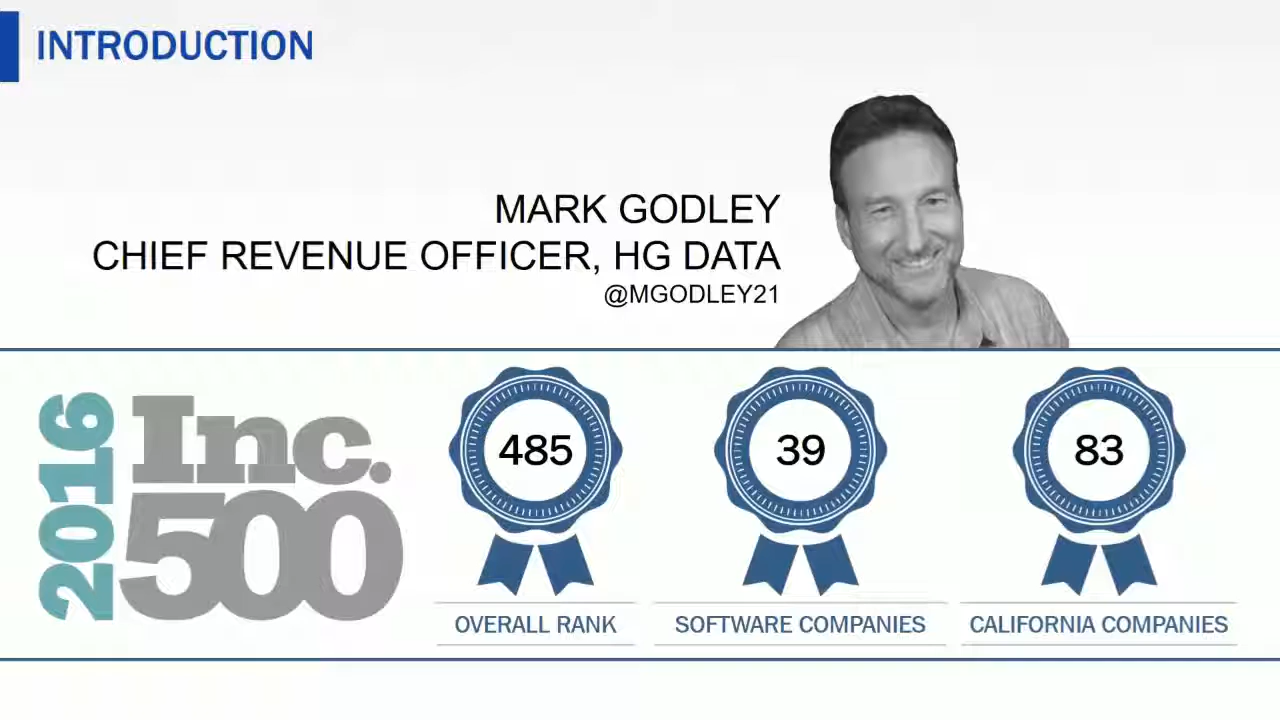 INTRODUCTION
MARK GODLEY
CHIEF REVENUE OFFICER, HG DATA
@MGODLEY21
2016
Inc.
500
485
39
83
OVERALL RANK
SOFTWARE COMPANIES
CALIFORNIA COMPANIES